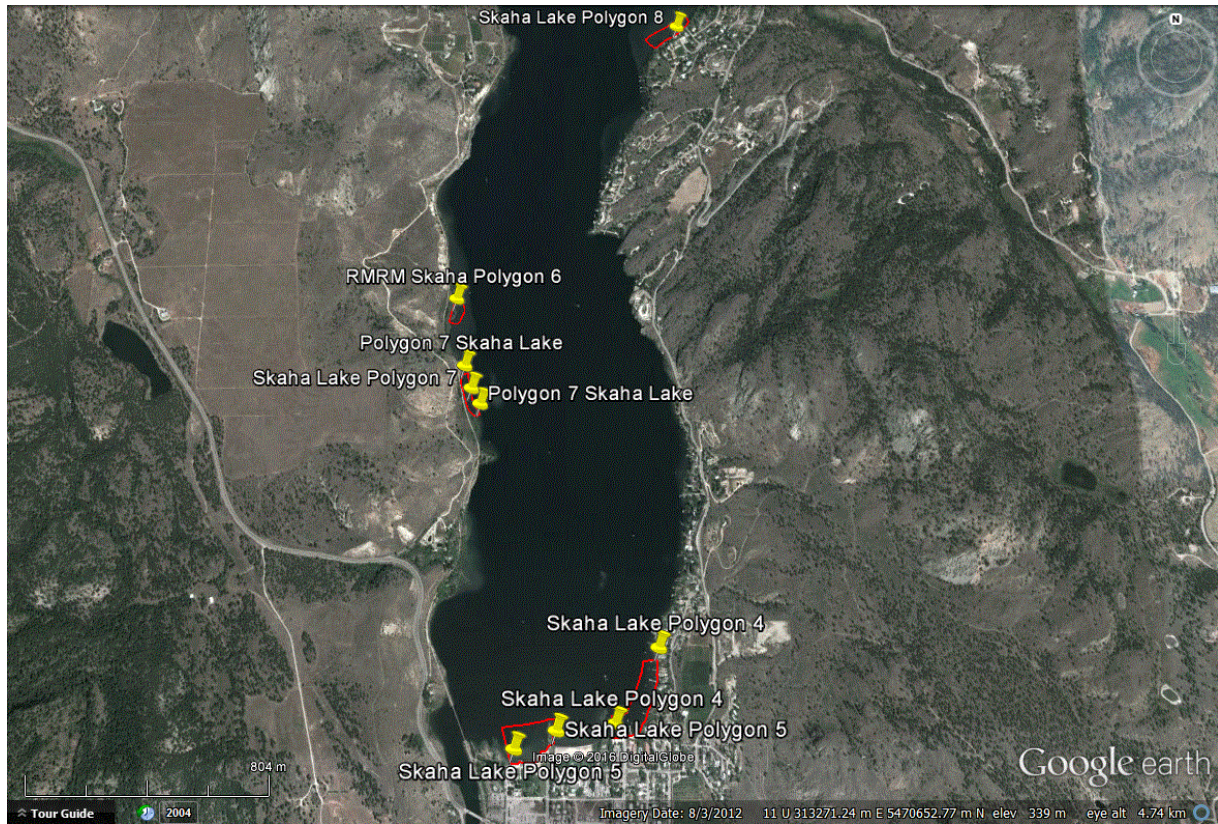 Skaha Lake Polygon 8
N
RMRM Skaha Polygon 6
Polygon 7 Skaha Lake
Skaha Lake Polygon 7
Polygon 7 Skaha Lake
Skaha Lake Polygon 4
Skaha Lake Polygon 4
Skaha Lake Polygon 5
Image © 2016 DigitalGlobe
Skaha Lake Polygon 5
804 m
Google earth
Tour Guide
2004
Imagery Date: 8/3/2012 11 U 313271.24 m E 5470652.77 m N elev 339 m eye alt 4.74 km